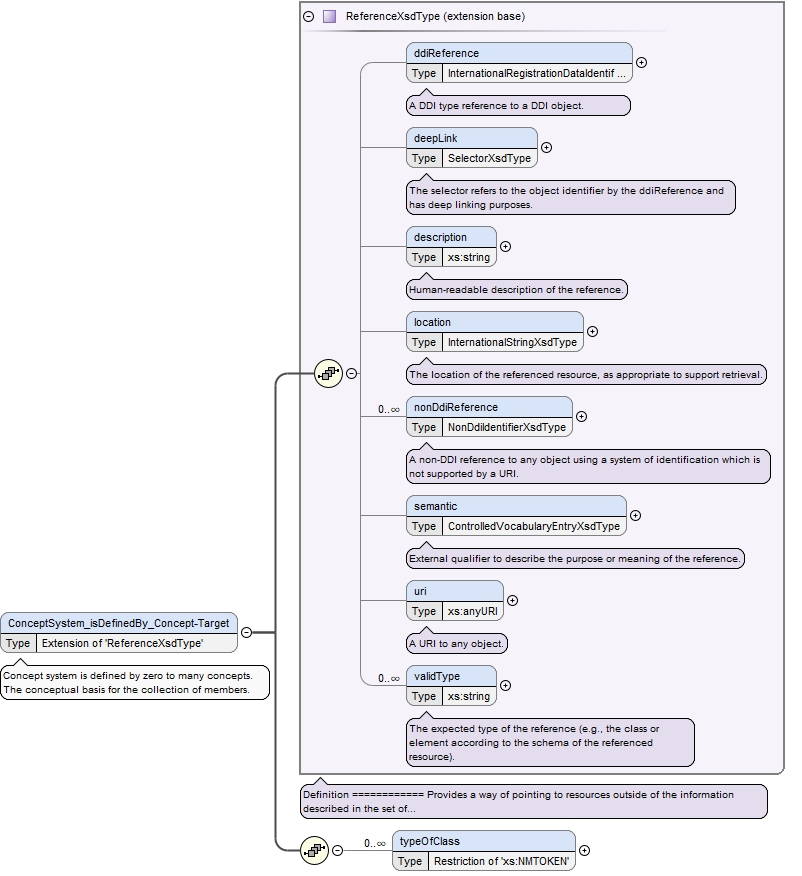 ReferenceXsdType (extension base)
ddiReference
Type InternationalRegistrationDataIdentif ...
A DDI type reference to a DDI object.
deepLink
Type SelectorXsdType
The selector refers to the object identifier by the ddiReference and
has deep linking purposes.
description
Type xs:string
Human-readable description of the reference.
location
Type InternationalStringXsdType
The location of the referenced resource, as appropriate to support retrieval.
0..∞ nonDdiReference
Type NonDdiIdentifierXsdType
A non-DDI reference to any object using a system of identification which is
not supported by a URI.
semantic
Type ControlledVocabularyEntryXsdType
External qualifier to describe the purpose or meaning of the reference.
uri
Type xs:anyURI
A URI to any object.
0..∞ validType
Type xs:string
The expected type of the reference (e.g., the class or
element according to the schema of the referenced
resource).
ConceptSystem_isDefinedBy_Concept-Target
Type Extension of 'ReferenceXsdType'
Concept system is defined by zero to many concepts.
The conceptual basis for the collection of members.
Definition ============ Provides a way of pointing to resources outside of the information
described in the set of...
0..∞ typeOfClass
Type Restriction of 'xs:NMTOKEN'